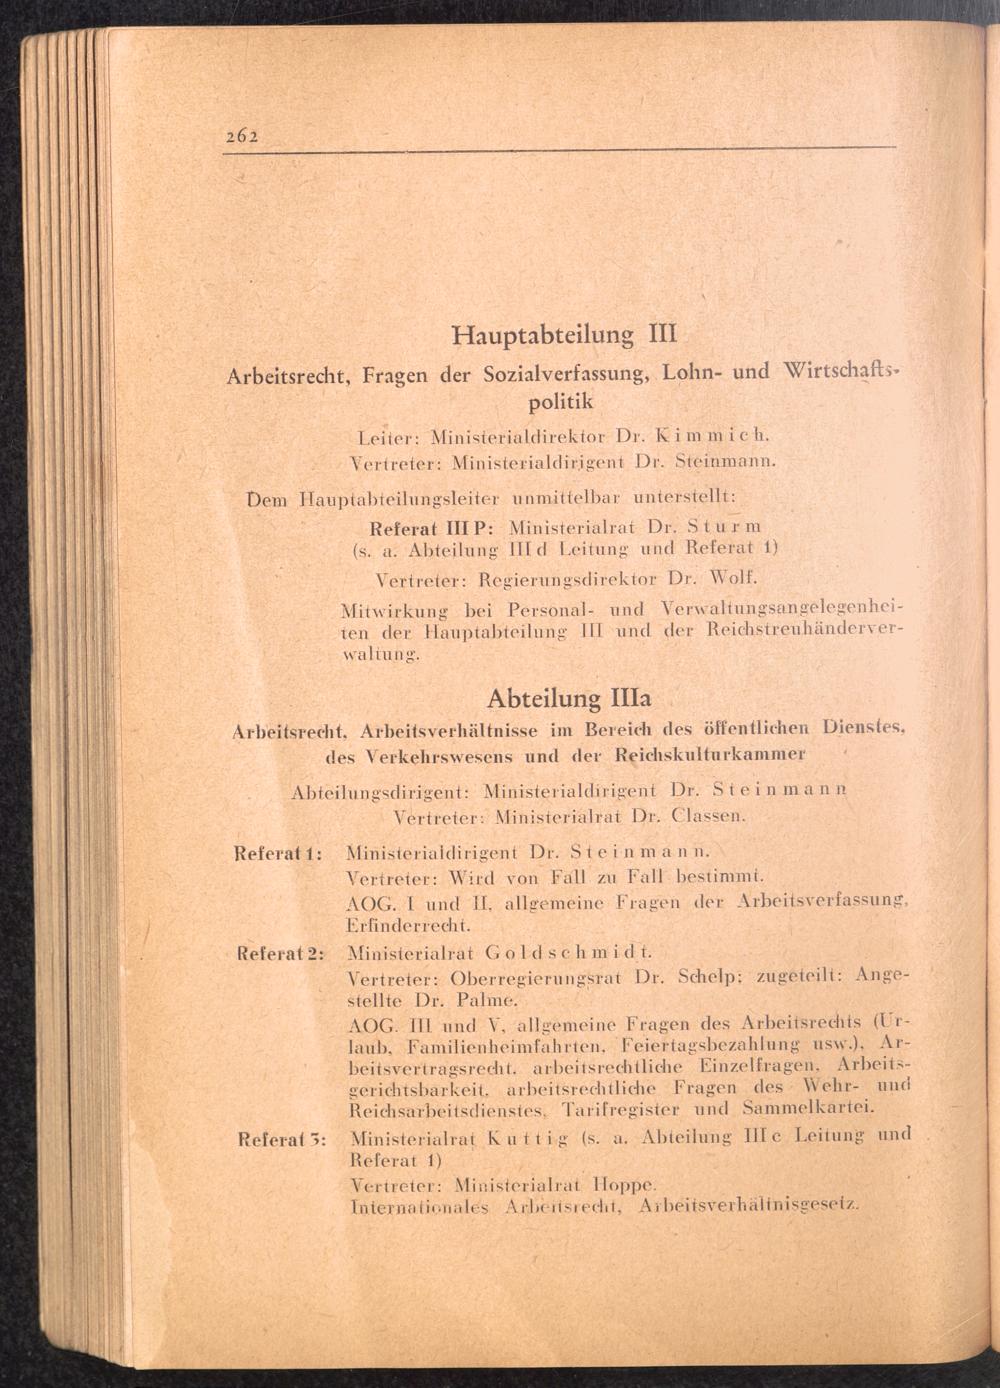 262
Hauptabteilung III
Arbeitsrecht, Fragen der Sozialverfassung, Lohn- und Wirtschafts-
politik
Leiter: Ministerialdirektor Dr. Kimmich.
Vertreter: Ministerialdirigent Dr. Steinmann.
Dem Hauptabteilungsleiter unmittelbar unterstellt:
Referat III P: Ministerialrat Dr. Sturm
(s. a. Abteilung III d Leitung und Referat 1)
Vertreter: Regierungsdirektor Dr. Wolf.
Mitwirkung bei Personal- und Verwaltungsangelegenhei-
ten der Hauptabteilung III und der Reichstreuhänderver-
waltung.
Abteilung IIIa
Arbeitsrecht, Arbeitsverhältnisse im Bereich des öffentlichen Dienstes,
des Verkehrswesens und der Reichskulturkammer
Abteilungsdirigent: Ministerialdirigent Dr. Steinmann
Vertreter: Ministerialrat Dr. Classen.
Referat 1: Ministerialdirigent Dr. Steinmann.
Vertreter: Wird von Fall zu Fall bestimmt.
AOG. I und II, allgemeine Fragen der Arbeitsverfassung,
Erfinderrecht.
Referat 2: Ministerialrat Goldschmidt.
Vertreter: Oberregierungsrat Dr. Schelp; zugeteilt: Ange-
stellte Dr. Palme.
AOG. III und V, allgemeine Fragen des Arbeitsrechts (Ur-
laub, Familienheimfahrten, Feiertagsbezahlung usw.), Ar-
beitsvertragsrecht, arbeitsrechtliche Einzelfragen, Arbeits-
gerichtsbarkeit, arbeitsrechtliche Fragen des Wehr- und
Reichsarbeitsdienstes, Tarifregister und Sammelkartei.
Referat 3: Ministerialrat Kuttig (s. a. Abteilung III c Leitung und
Referat 1)
Vertreter: Ministerialrat Hoppe.
Internationales Arbeitsrecht, Arbeitsverhältnisgesetz.